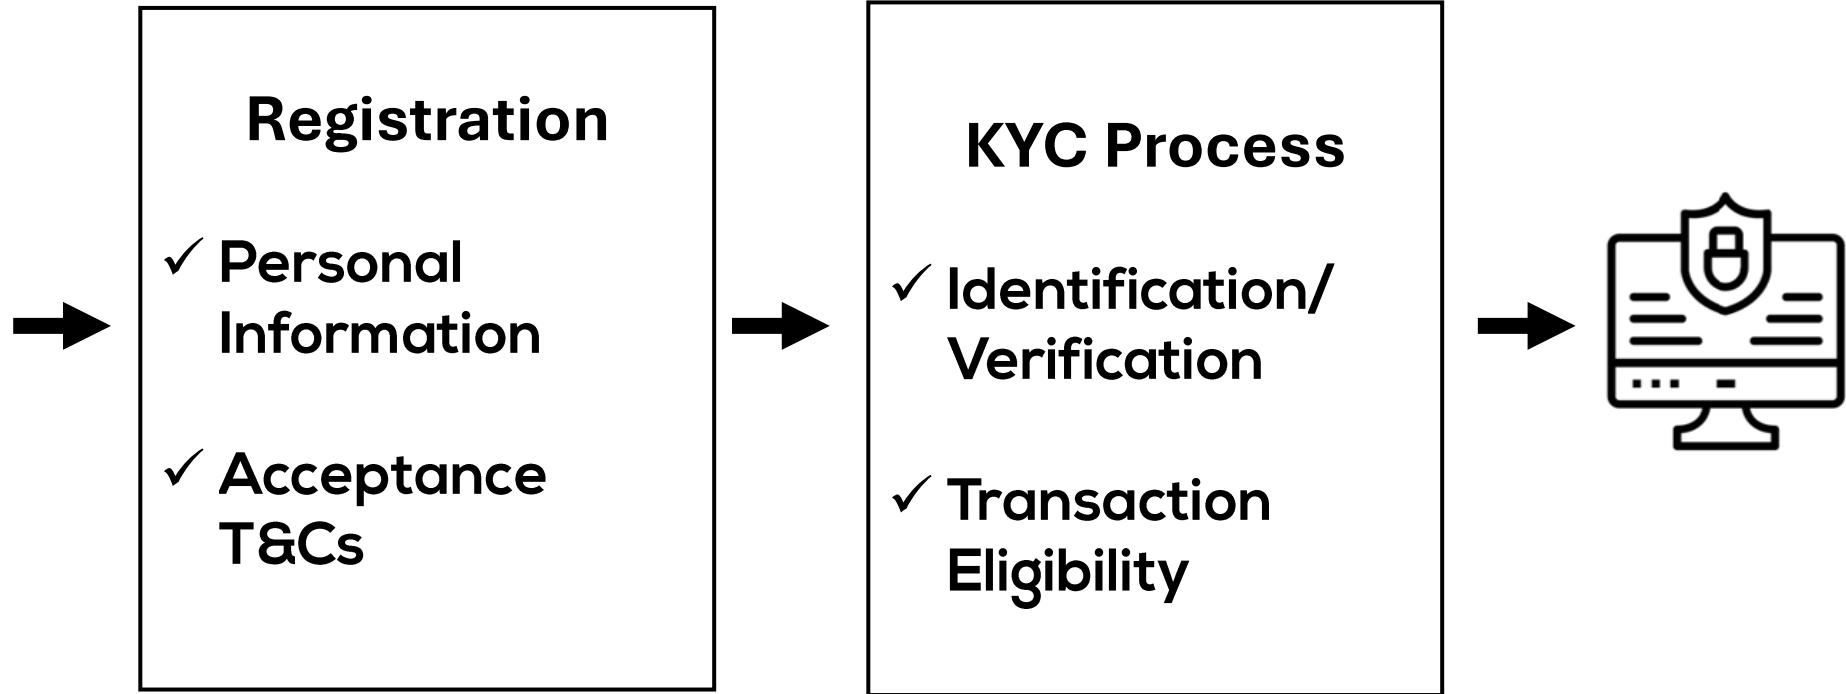 Registration
✓ Personal
Information
✓ Acceptance
T&Cs
KYC Process
✓ Identification/
Verification
✓ Transaction
Eligibility